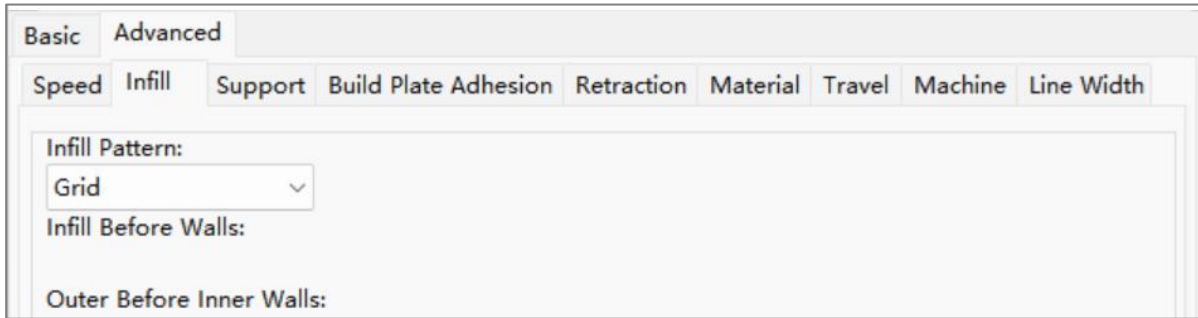 Basic Advanced
Speed Infill Support Build Plate Adhesion Retraction Material Travel Machine Line Width
Infill Pattern:
Grid
Infill Before Walls:
Outer Before Inner Walls: